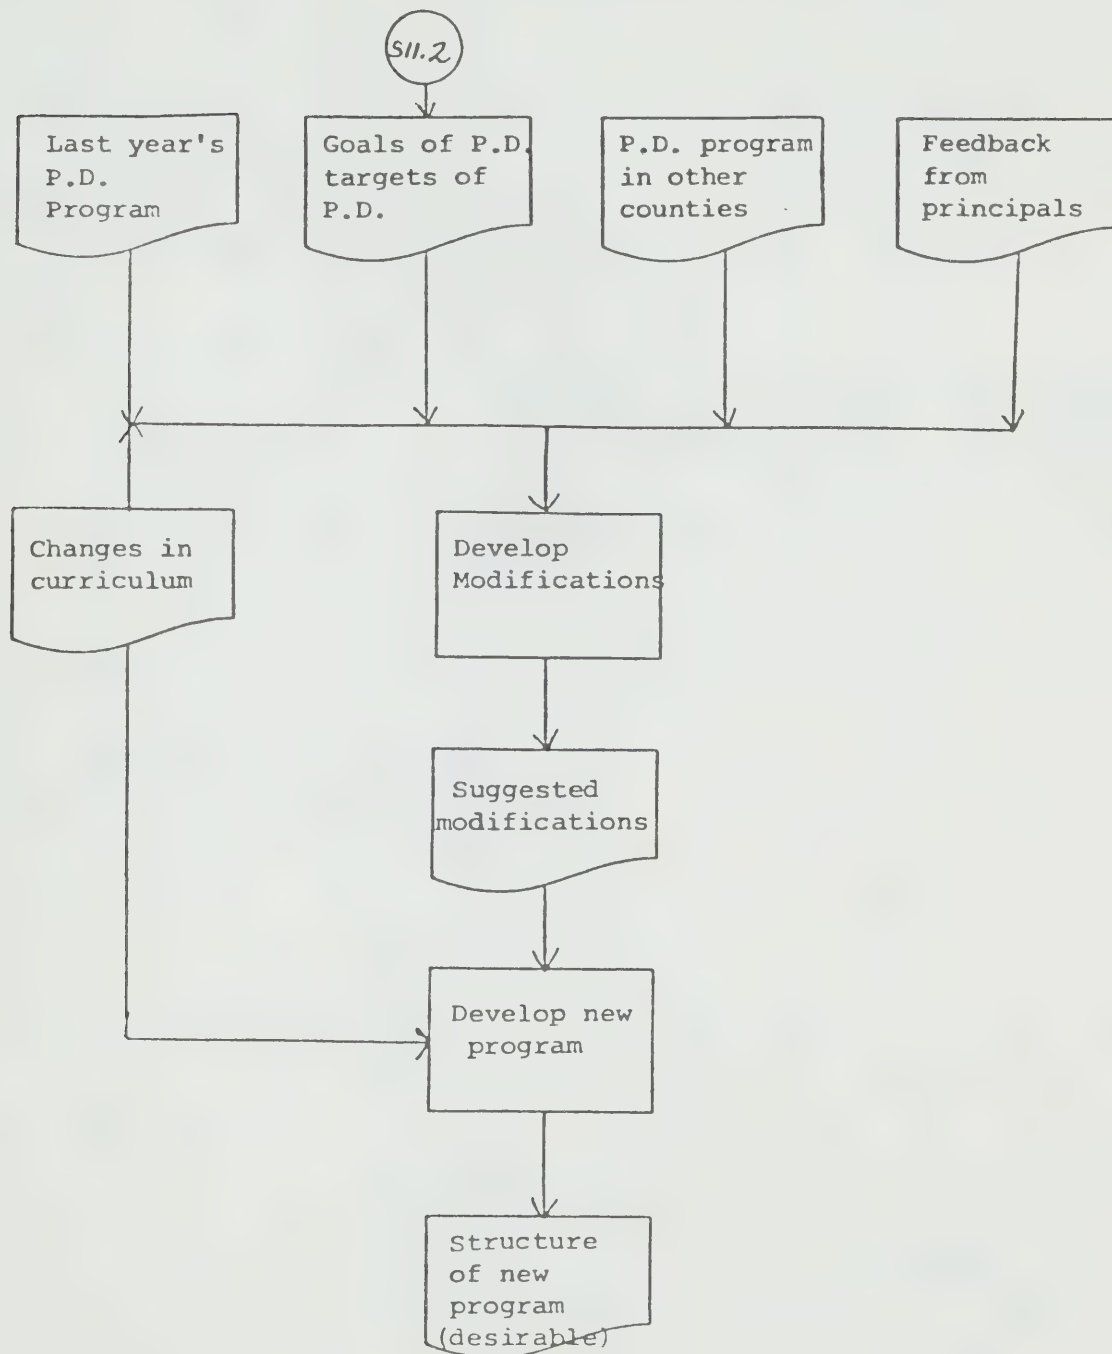 S11.2
Last year's
P.D.
Program
Goals of P.D.
targets of
P.D.
P.D. program
in other
counties
Feedback
from
principals
Changes in
curriculum
Develop
Modifications
Suggested
modifications
Develop new
program
Structure
of new
program
(desirable)